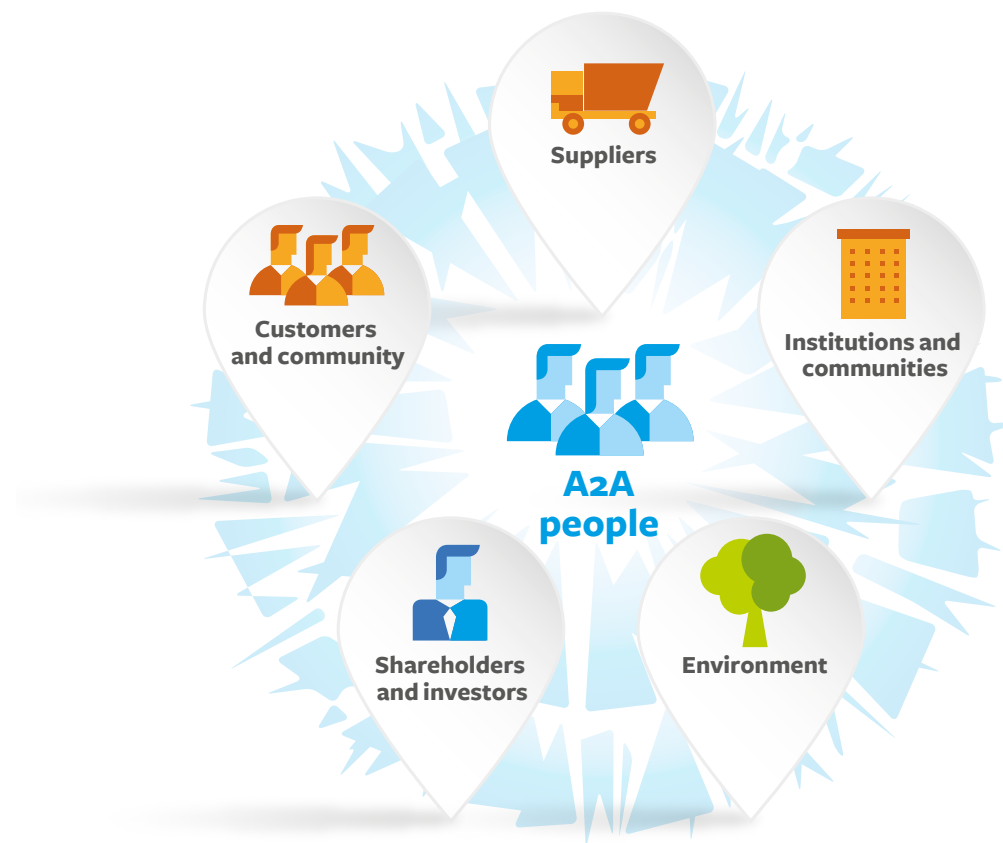 Suppliers
Customers
and community
Institutions and
communities
A2A
people
Shareholders
and investors
Environment